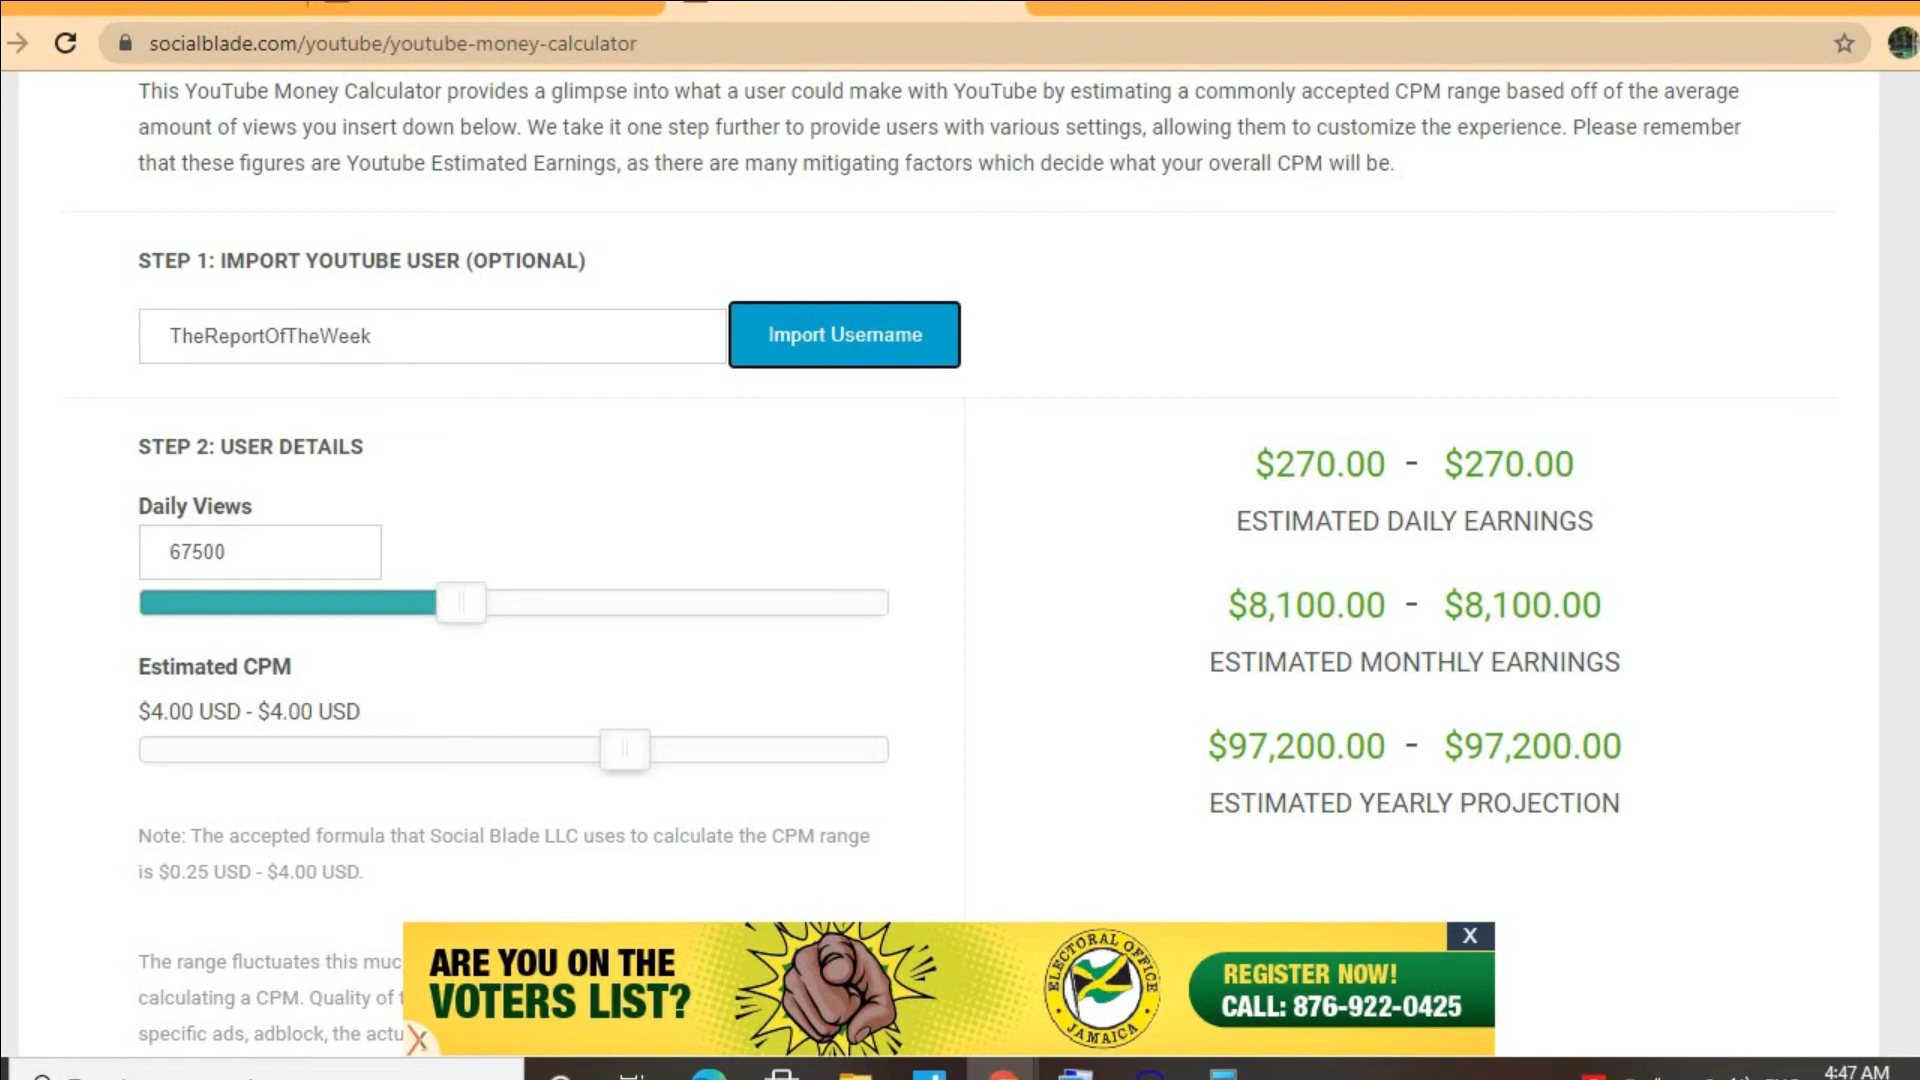 socialblade.com/youtube/youtube-money-calculator
This YouTube Money Calculator provides a glimpse into what a user could make with YouTube by estimating a commonly accepted CPM range based off of the average
amount of views you insert down below. We take it one step further to provide users with various settings, allowing them to customize the experience. Please remember
that these figures are Youtube Estimated Earnings, as there are many mitigating factors which decide what your overall CPM will be.
STEP 1: IMPORT YOUTUBE USER (OPTIONAL)
TheReportOfTheWeek
Import Username
STEP 2: USER DETAILS
Daily Views
67500
Estimated CPM
$4.00 USD - $4.00 USD
Note: The accepted formula that Social Blade LLC uses to calculate the CPM range
is $0.25 USD - $4.00 USD.
The range fluctuates this muc
calculating a CPM. Quality of t
specific ads, adblock, the actu
$270.00 - $270.00
ESTIMATED DAILY EARNINGS
$8,100.00 - $8,100.00
ESTIMATED MONTHLY EARNINGS
$97,200.00 - $97,200.00
ESTIMATED YEARLY PROJECTION
ARE YOU ON THE
VOTERS LIST?
ELECTORAL OFFICE
JAMAICA
REGISTER NOW!
CALL: 876-922-0425
X
4:47 AM